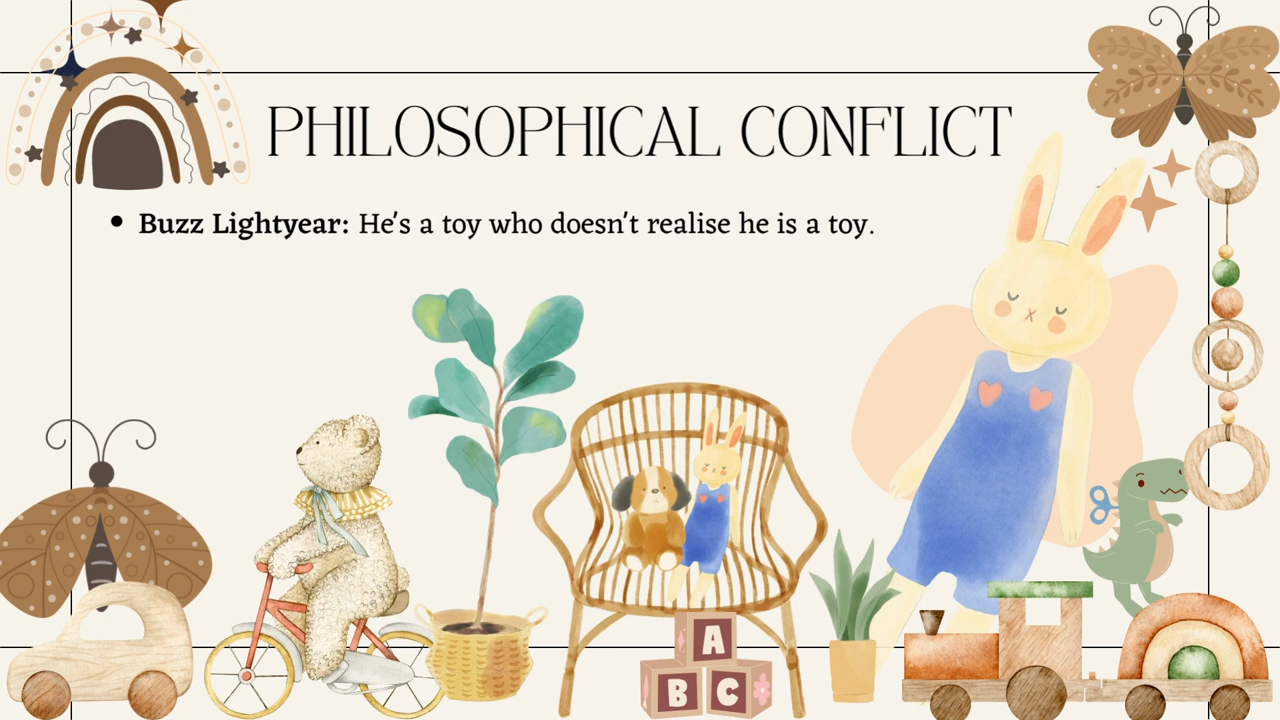 PHILOSOPHICAL CONFLICT
• Buzz Lightyear: He's a toy who doesn't realise he is a toy.
A
B C